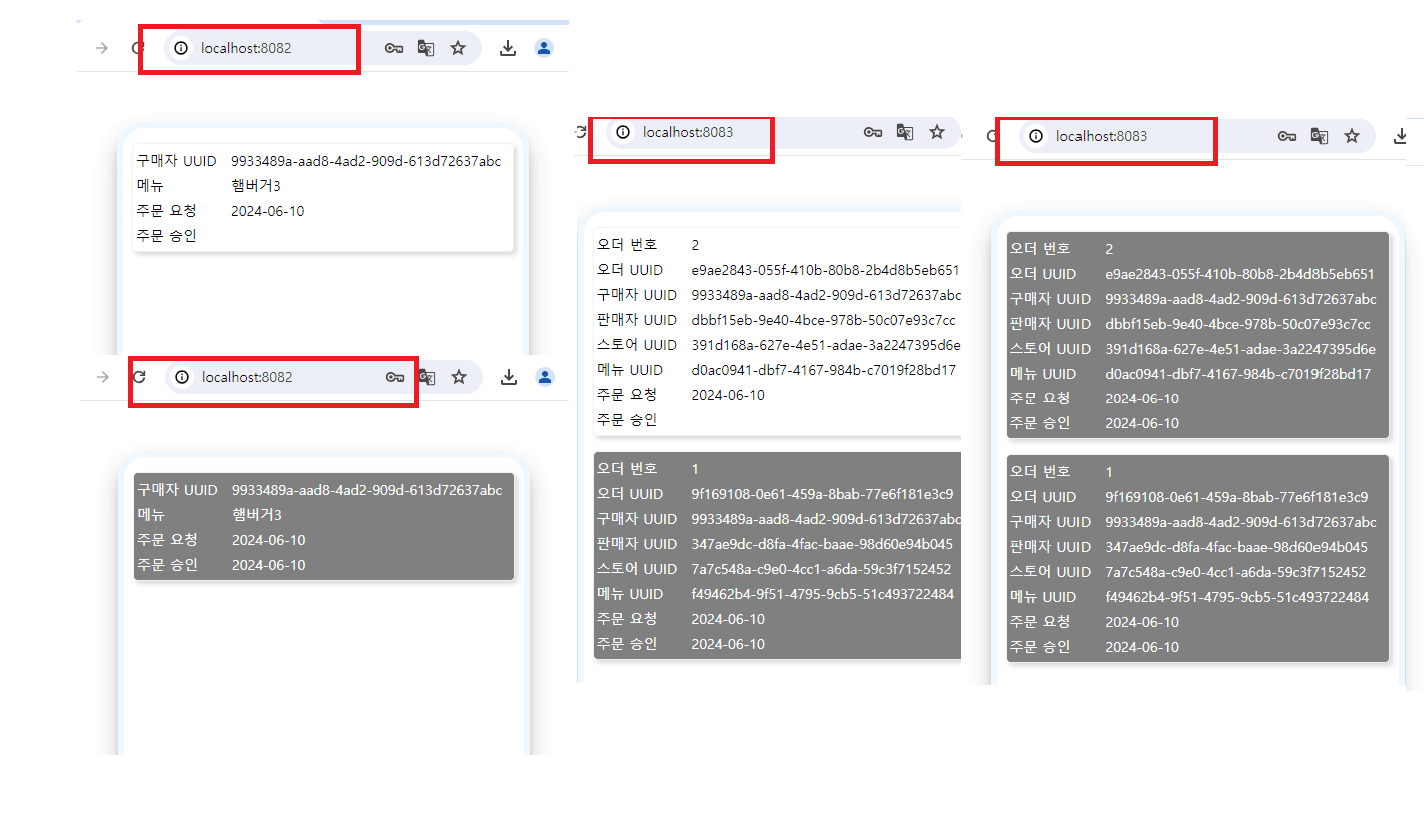 localhost:8082
구매자 UUID 9933489a-aad8-4ad2-909d-613d72637abc
메뉴 햄버거3
주문 요청 2024-06-10
주문 승인
localhost:8082
구매자 UUID 9933489a-aad8-4ad2-909d-613d72637abc
메뉴 햄버거3
주문 요청 2024-06-10
주문 승인 2024-06-10
localhost:8083
오더 번호 2
오더 UUID e9ae2843-055f-410b-80b8-2b4d8b5eb651
구매자 UUID 9933489a-aad8-4ad2-909d-613d72637abc
판매자 UUID dbbf15eb-9e40-4bce-978b-50c07e93c7cc
스토어 UUID 391d168a-627e-4e51-adae-3a2247395d6e
메뉴 UUID d0ac0941-dbf7-4167-984b-c7019f28bd17
주문 요청 2024-06-10
주문 승인
오더 번호 1
오더 UUID 9f169108-0e61-459a-8bab-77e6f181e3c9
구매자 UUID 9933489a-aad8-4ad2-909d-613d72637abc
판매자 UUID 347ae9dc-d8fa-4fac-baae-98d60e94b045
스토어 UUID 7a7c548a-c9e0-4cc1-a6da-59c3f7152452
메뉴 UUID f49462b4-9f51-4795-9cb5-51c493722484
주문 요청 2024-06-10
주문 승인 2024-06-10
localhost:8083
오더 번호 2
오더 UUID e9ae2843-055f-410b-80b8-2b4d8b5eb651
구매자 UUID 9933489a-aad8-4ad2-909d-613d72637abc
판매자 UUID dbbf15eb-9e40-4bce-978b-50c07e93c7cc
스토어 UUID 391d168a-627e-4e51-adae-3a2247395d6e
메뉴 UUID d0ac0941-dbf7-4167-984b-c7019f28bd17
주문 요청 2024-06-10
주문 승인 2024-06-10
오더 번호 1
오더 UUID 9f169108-0e61-459a-8bab-77e6f181e3c9
구매자 UUID 9933489a-aad8-4ad2-909d-613d72637abc
판매자 UUID 347ae9dc-d8fa-4fac-baae-98d60e94b045
스토어 UUID 7a7c548a-c9e0-4cc1-a6da-59c3f7152452
메뉴 UUID f49462b4-9f51-4795-9cb5-51c493722484
주문 요청 2024-06-10
주문 승인 2024-06-10